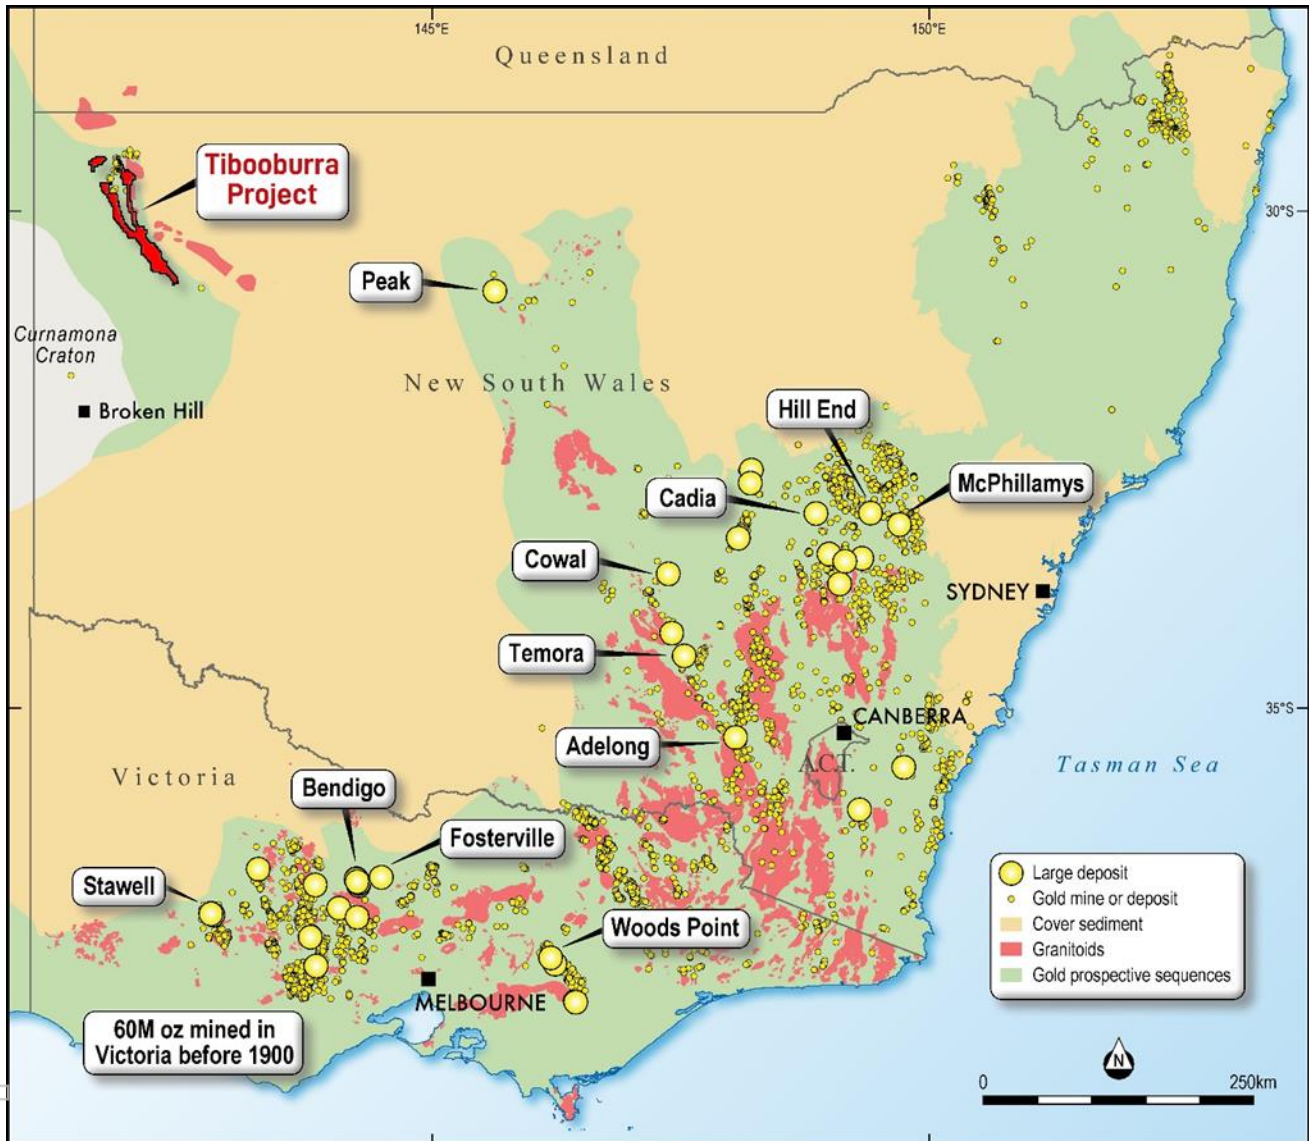 145°E
150°E
Queensland
Tibooburra
Project
30°S
Peak
Curnamona
Craton
New South Wales
Broken Hill
Hill End
Cadia
McPhillamys
Cowal
SYDNEY
Temora
35°S
CANBERRA
Adelong
A.C.T.
Tasman Sea
Victoria
Bendigo
Fosterville
Stawell
Woods Point
MELBOURNE
60M oz mined in
Victoria before 1900
Large deposit
Gold mine or deposit
Cover sediment
Granitoids
Gold prospective sequences
N
0
250km
145°E
150°E